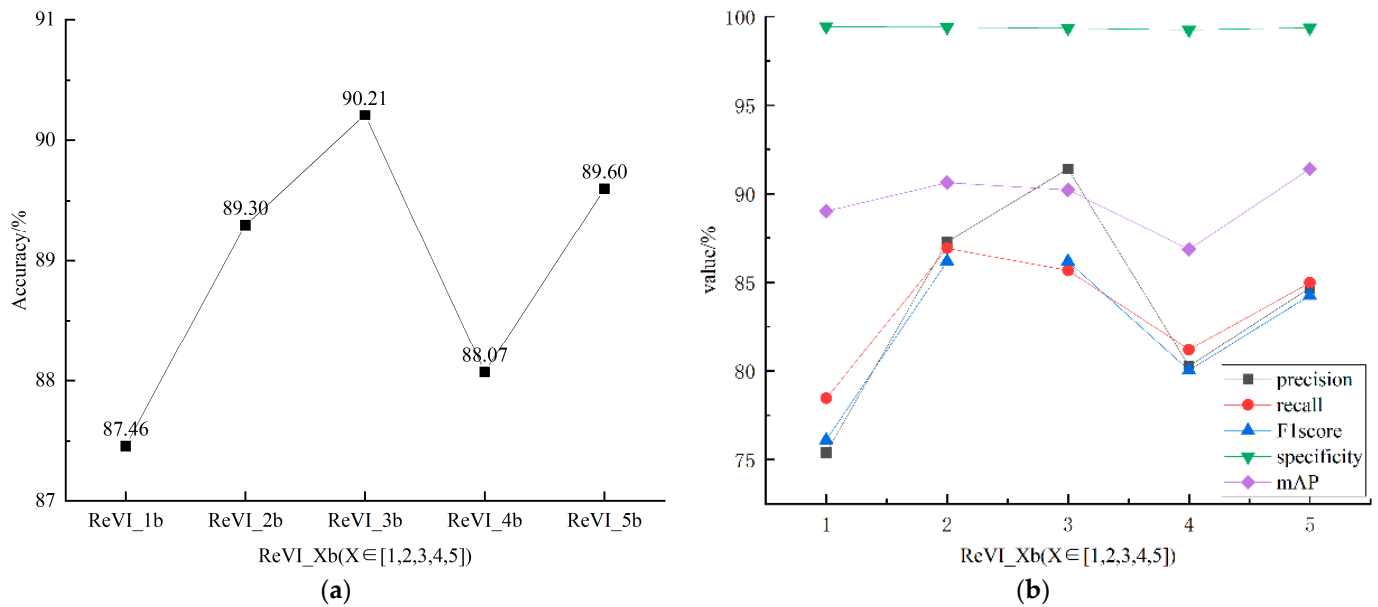 91
90
89
88
87
Accuracy/%
87.46
89.30
90.21
88.07
89.60
ReVI_1b
ReVI_2b
ReVI_3b
ReVI_4b
ReVI_5b
ReVI_Xb(X∈[1,2,3,4,5])
(a)
100
95
90
85
80
75
value/%
precision
recall
F1score
specificity
mAP
1
2
3
4
5
ReVI_Xb(X∈[1,2,3,4,5])
(b)